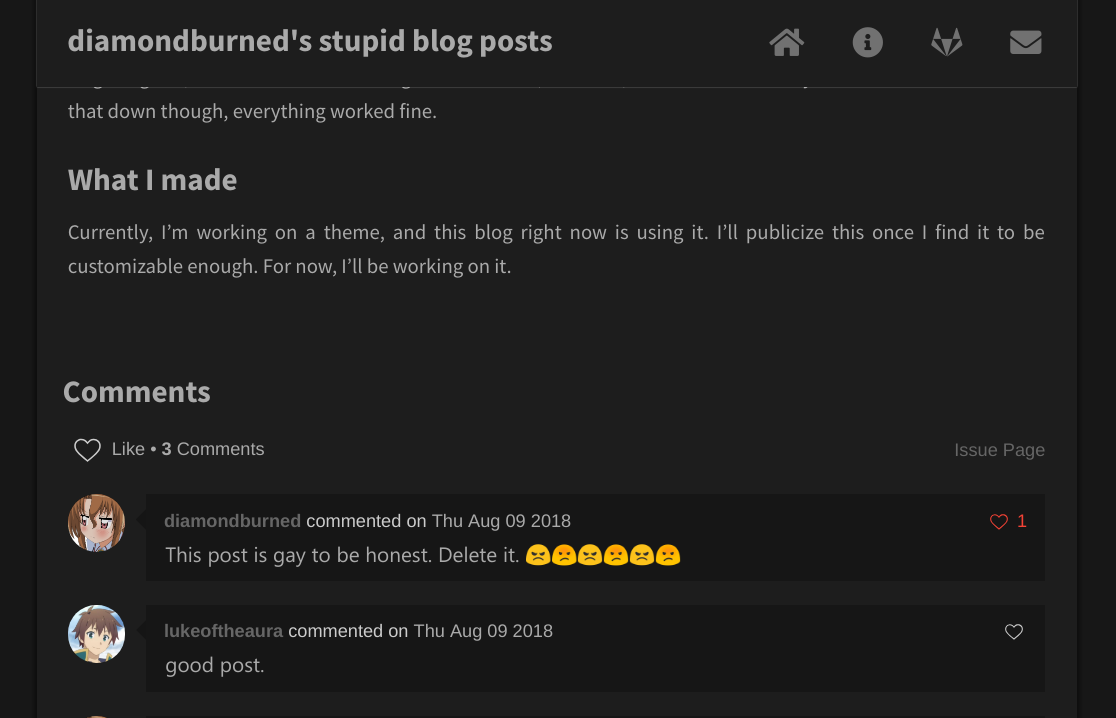 diamondburned's stupid blog posts
that down though, everything worked fine.
What I made
Currently, I’m working on a theme, and this blog right now is using it. I’ll publicize this once I find it to be
customizable enough. For now, I’ll be working on it.
Comments
Like • 3 Comments
Issue Page
diamondburned commented on Thu Aug 09 2018
1
This post is gay to be honest. Delete it. 😣😡😣😡😣😡
lukeoftheaura commented on Thu Aug 09 2018
good post.